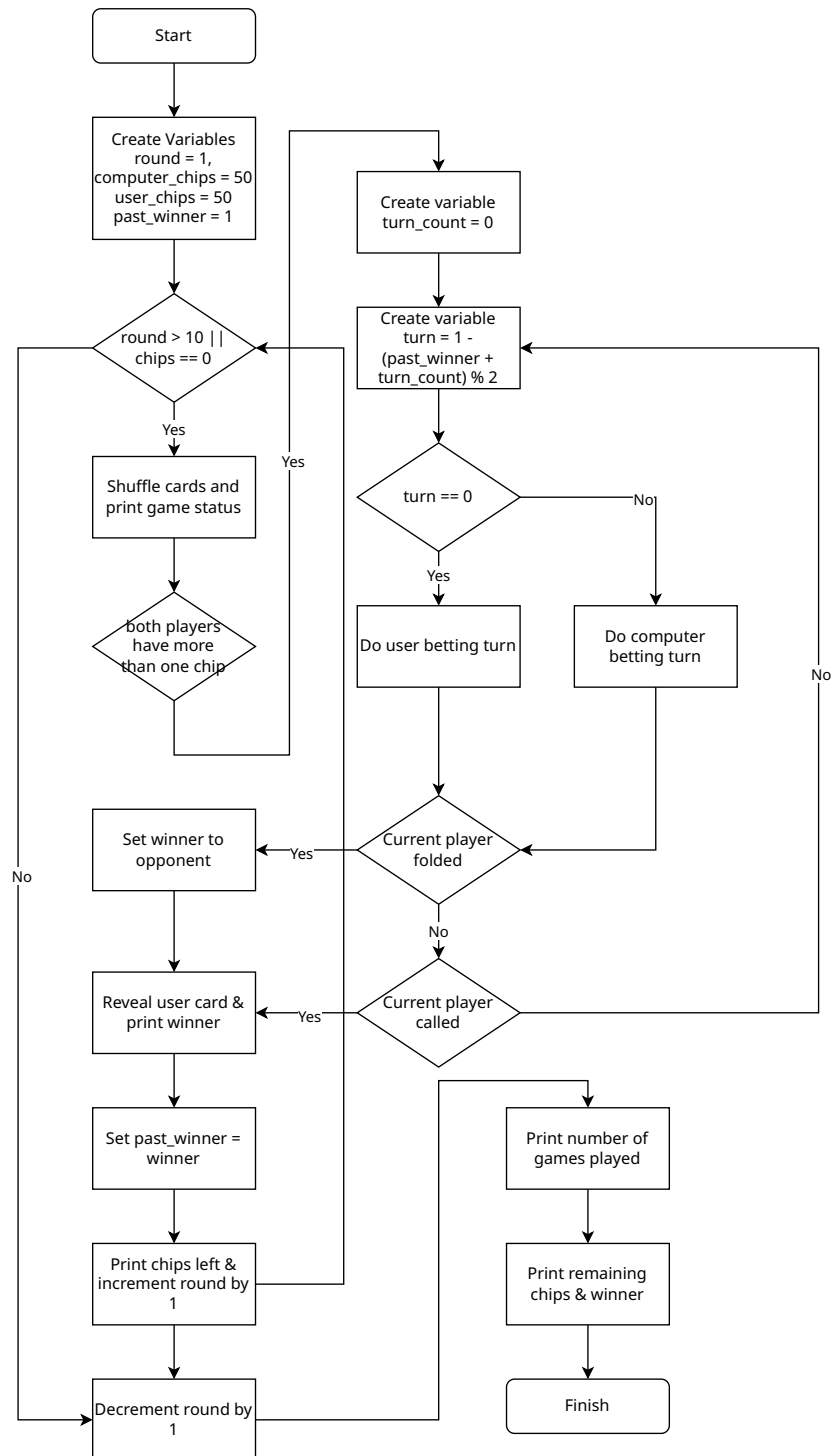 Start
Create Variables
round = 1,
computer_chips = 50
user_chips = 50
past_winner = 1
round > 10 ||
chips == 0
Yes
Shuffle cards and
print game status
both players
have more
than one chip
Yes
Create variable
turn_count = 0
Create variable
turn = 1 -
(past_winner +
turn_count) % 2
turn == 0
No
Yes
Do user betting turn
Do computer
betting turn
No
Current player
folded
Yes
Set winner to
opponent
No
No
Current player
called
Yes
Reveal user card &
print winner
Set past_winner =
winner
Print chips left &
increment round by
1
Decrement round by
1
Print number of
games played
Print remaining
chips & winner
Finish